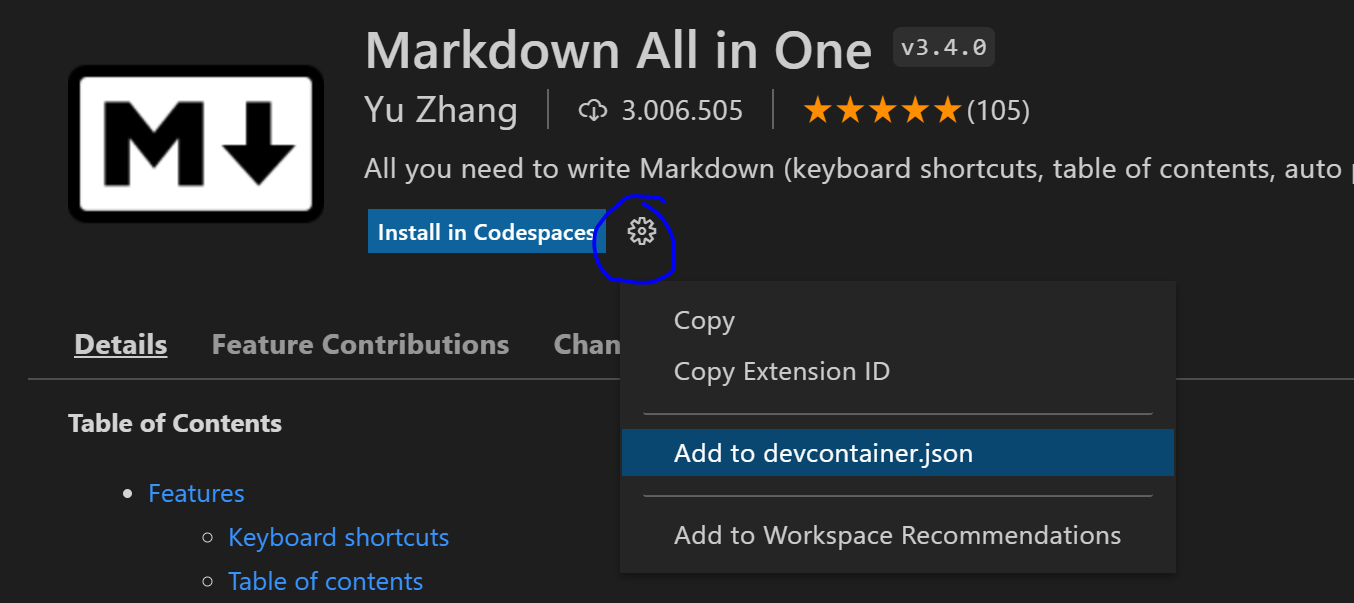 Markdown All in One v3.4.0
M
Yu Zhang 3.006.505 (105)
All you need to write Markdown (keyboard shortcuts, table of contents, auto
Install in Codespaces
Copy
Copy Extension ID
Add to devcontainer.json
Add to Workspace Recommendations
Details Feature Contributions Chan
Table of Contents
Features
Keyboard shortcuts
Table of contents